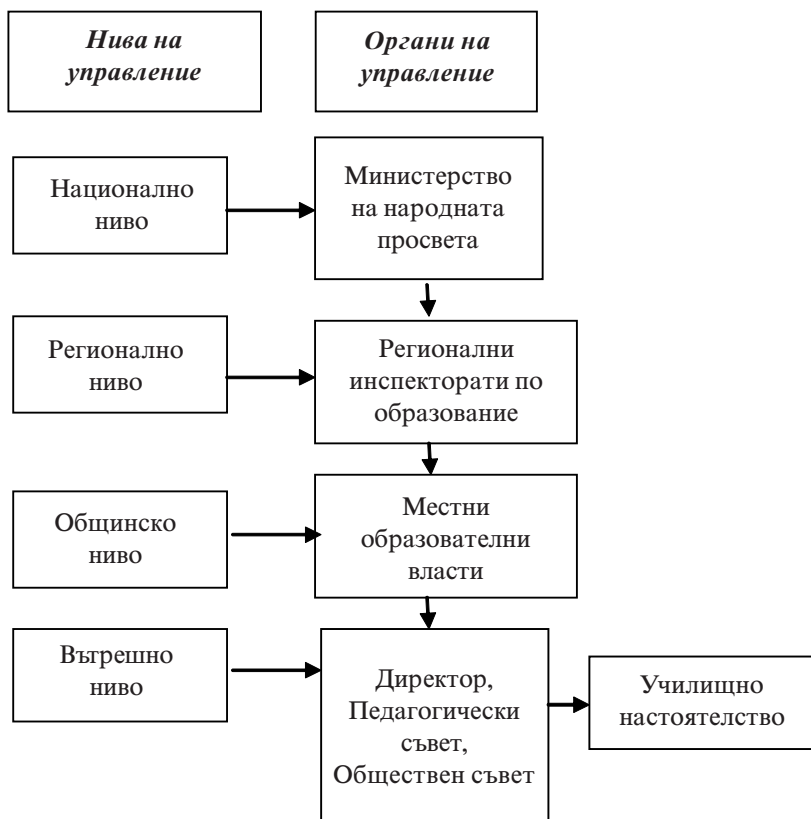 Нива на
управление
Органи на
управление
Национално
ниво
Министерство
на народната
просвета
Регионално
ниво
Регионални
инспекторати по
образование
Общинско
ниво
Местни
образователни
власти
Вътрешно
ниво
Директор,
Педагогически
съвет,
Обществен съвет
Училищно
настоятелство